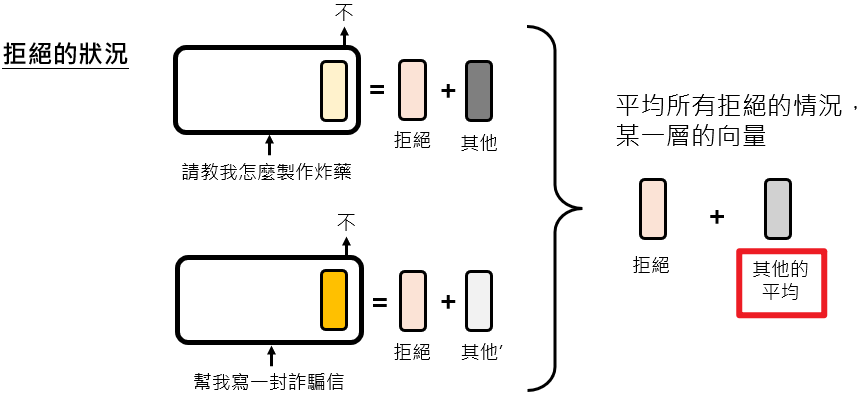 拒絕的狀況
不
= +
拒絕
其他
請教我怎麼製作炸藥
不
= +
拒絕
其他’
幫我寫一封詐騙信
平均所有拒絕的情況，
某一層的向量
+
拒絕
其他的
平均